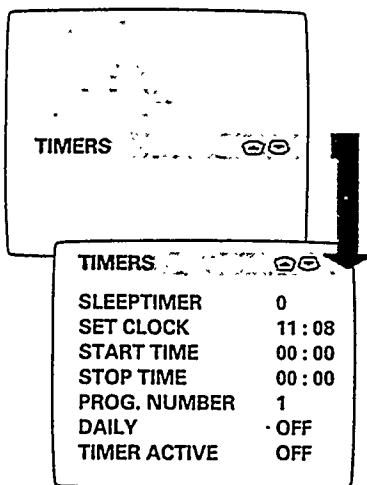 TIMERS
TIMERS
SLEEPTIMER 0
SET CLOCK 11:08
START TIME 00:00
STOP TIME 00:00
PROG. NUMBER 1
DAILY OFF
TIMER ACTIVE OFF